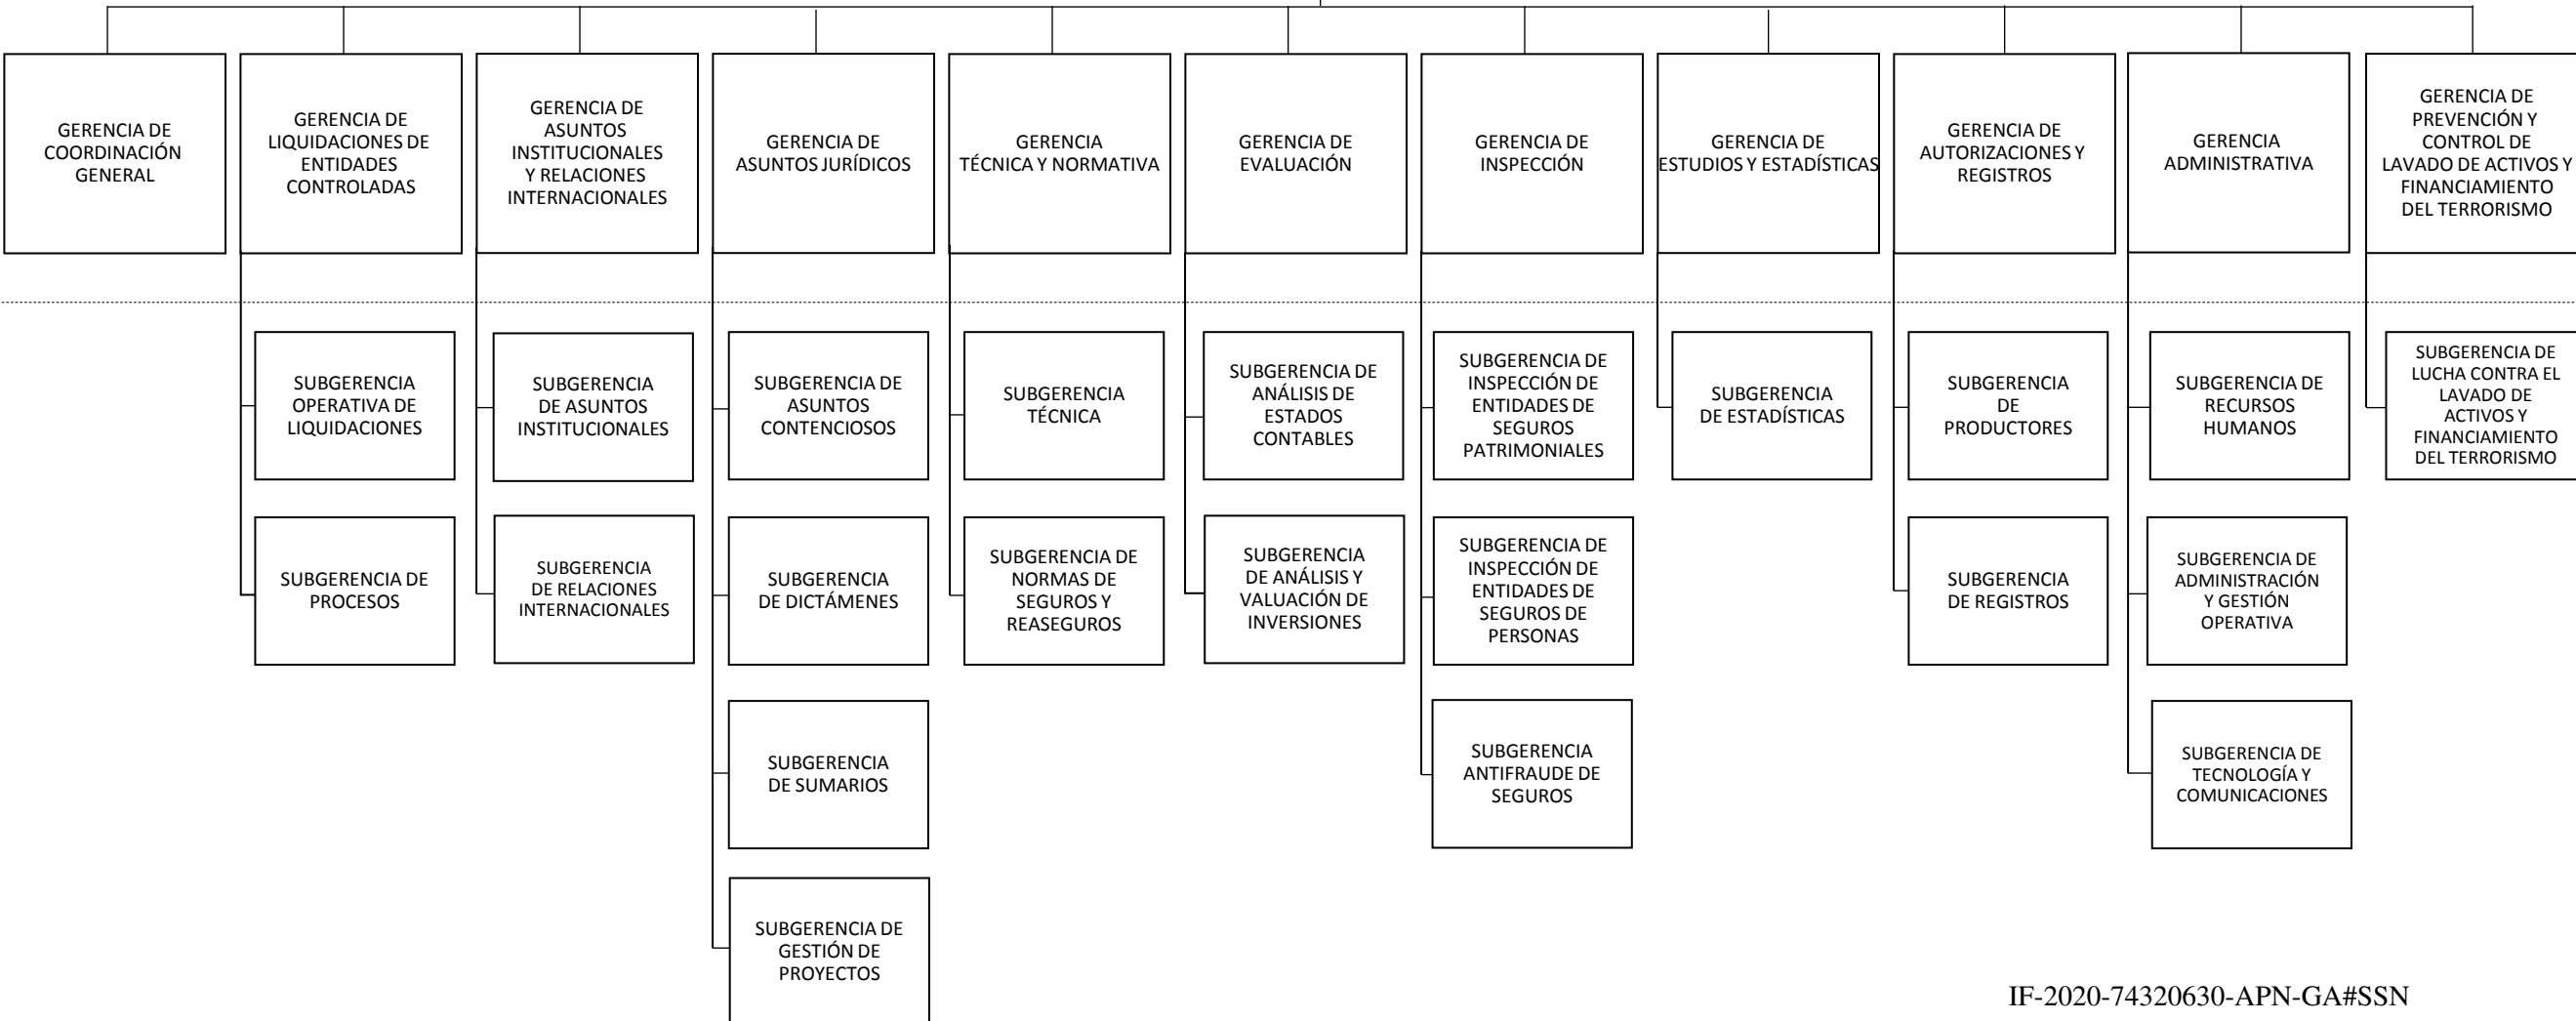 GERENCIA DE
COORDINACIÓN
GENERAL
GERENCIA DE
LIQUIDACIONES DE
ENTIDADES
CONTROLADAS
GERENCIA DE
ASUNTOS
INSTITUCIONALES
Y RELACIONES
INTERNACIONALES
GERENCIA DE
ASUNTOS JURÍDICOS
GERENCIA
TÉCNICA Y NORMATIVA
GERENCIA DE
EVALUACIÓN
GERENCIA DE
INSPECCIÓN
GERENCIA DE
ESTUDIOS Y ESTADÍSTICAS
GERENCIA DE
AUTORIZACIONES Y
REGISTROS
GERENCIA
ADMINISTRATIVA
GERENCIA DE
PREVENCIÓN Y
CONTROL DE
LAVADO DE ACTIVOS Y
FINANCIAMIENTO
DEL TERRORISMO
SUBGERENCIA
OPERATIVA DE
LIQUIDACIONES
SUBGERENCIA
DE ASUNTOS
INSTITUCIONALES
SUBGERENCIA DE
ASUNTOS
CONTENCIOSOS
SUBGERENCIA
TÉCNICA
SUBGERENCIA DE
ANÁLISIS DE
ESTADOS
CONTABLES
SUBGERENCIA DE
INSPECCIÓN DE
ENTIDADES DE
SEGUROS
PATRIMONIALES
SUBGERENCIA
DE ESTADÍSTICAS
SUBGERENCIA
DE
PRODUCTORES
SUBGERENCIA DE
RECURSOS
HUMANOS
SUBGERENCIA DE
LUCHA CONTRA EL
LAVADO DE
ACTIVOS Y
FINANCIAMIENTO
DEL TERRORISMO
SUBGERENCIA DE
PROCESOS
SUBGERENCIA
DE RELACIONES
INTERNACIONALES
SUBGERENCIA
DE DICTÁMENES
SUBGERENCIA DE
NORMAS DE
SEGUROS Y
REASEGUROS
SUBGERENCIA
DE ANÁLISIS Y
VALUACIÓN DE
INVERSIONES
SUBGERENCIA DE
INSPECCIÓN DE
ENTIDADES DE
SEGUROS DE
PERSONAS
SUBGERENCIA
DE REGISTROS
SUBGERENCIA DE
ADMINISTRACIÓN
Y GESTIÓN
OPERATIVA
SUBGERENCIA
DE SUMARIOS
SUBGERENCIA
ANTIFRAUDE DE
SEGUROS
SUBGERENCIA DE
TECNOLOGÍA Y
COMUNICACIONES
SUBGERENCIA DE
GESTIÓN DE
PROYECTOS
IF-2020-74320630-APN-GA#SSN